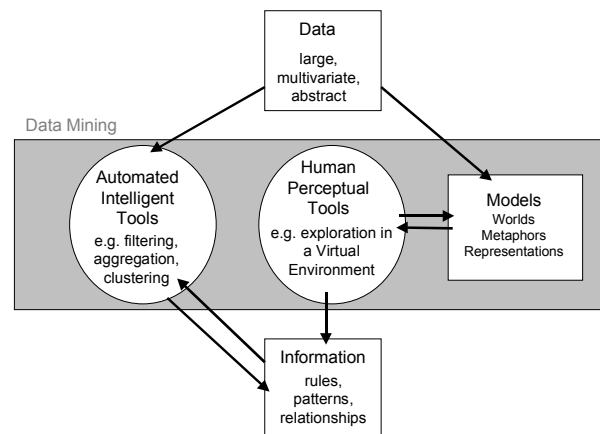 Data
large,
multivariate,
abstract
Data Mining
Automated
Intelligent
Tools
e.g. filtering,
aggregation,
clustering
Human
Perceptual
Tools
e.g. exploration in
a Virtual
Environment
Models
Worlds
Metaphors
Representations
Information
rules,
patterns,
relationships